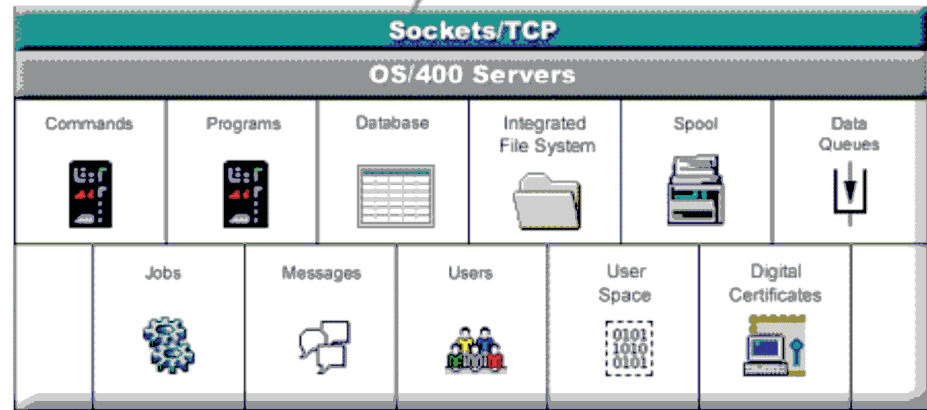 Sockets/TCP
OS/400 Servers
Commands
Programs
Database
Integrated
File System
Spool
Data
Queues
Jobs
Messages
Users
User
Space
0101
1010
0101
Digital
Certificates